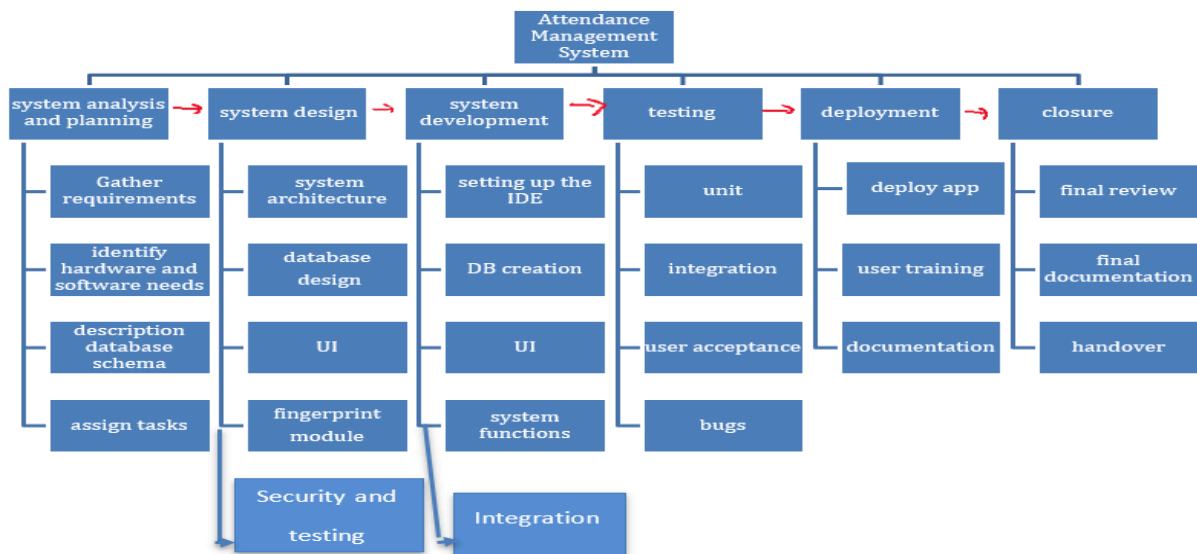 Attendance
Management
System
system analysis
and planning
system design
system
development
testing
deployment
closure
Gather
requirements
identify
hardware and
software needs
description
database
schema
assign tasks
system
architecture
database
design
UI
fingerprint
module
Security and
testing
setting up the
IDE
DB creation
UI
system
functions
Integration
unit
integration
user acceptance
bugs
deploy app
user training
documentation
final review
final
documentation
handover